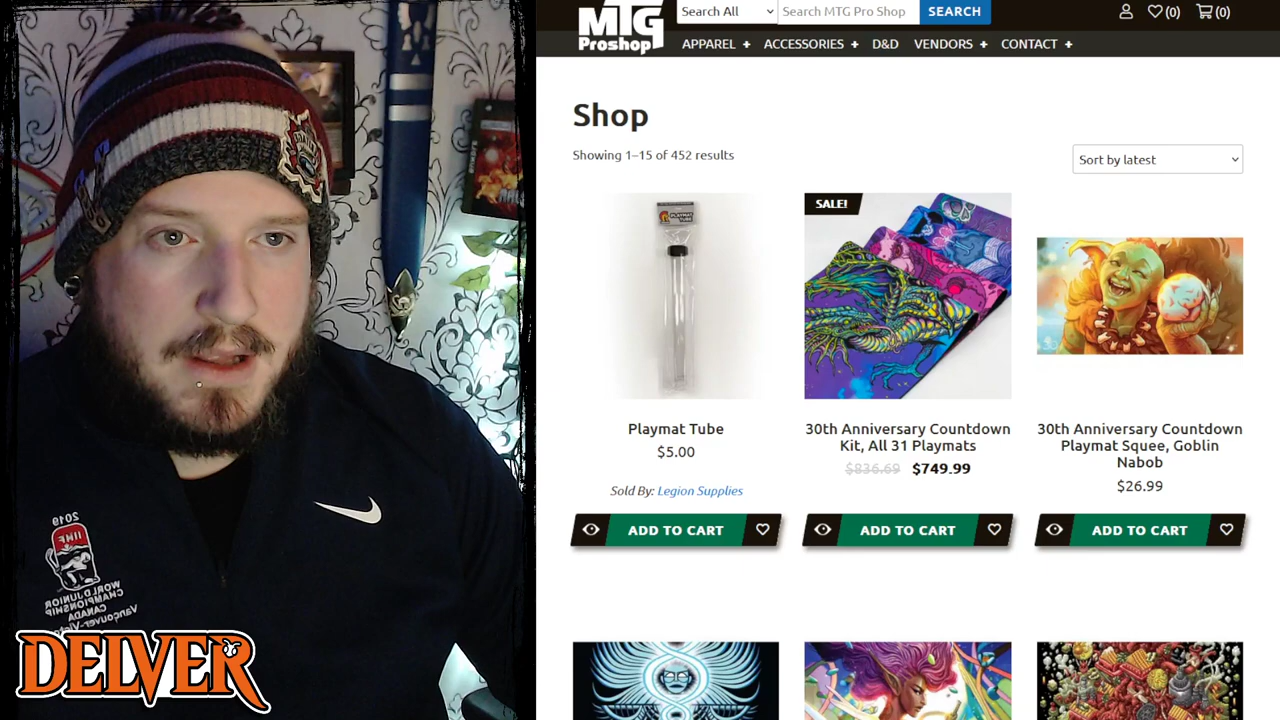 MTG
Proshop
Search All
Search MTG Pro Shop
SEARCH
(0)
(0)
APPAREL +
ACCESSORIES +
D&D
VENDORS +
CONTACT +
Shop
Showing 1–15 of 452 results
Sort by latest
SALE!
PLAYMAT
TUBE
Playmat Tube
$5.00
Sold By: Legion Supplies
ADD TO CART
30th Anniversary Countdown
Kit, All 31 Playmats
$836.69 $749.99
ADD TO CART
30th Anniversary Countdown
Playmat Squee, Goblin
Nabob
$26.99
ADD TO CART
2019
IIHF
WORLD JUNIOR
CHAMPIONSHIP
CANADA
DELVER